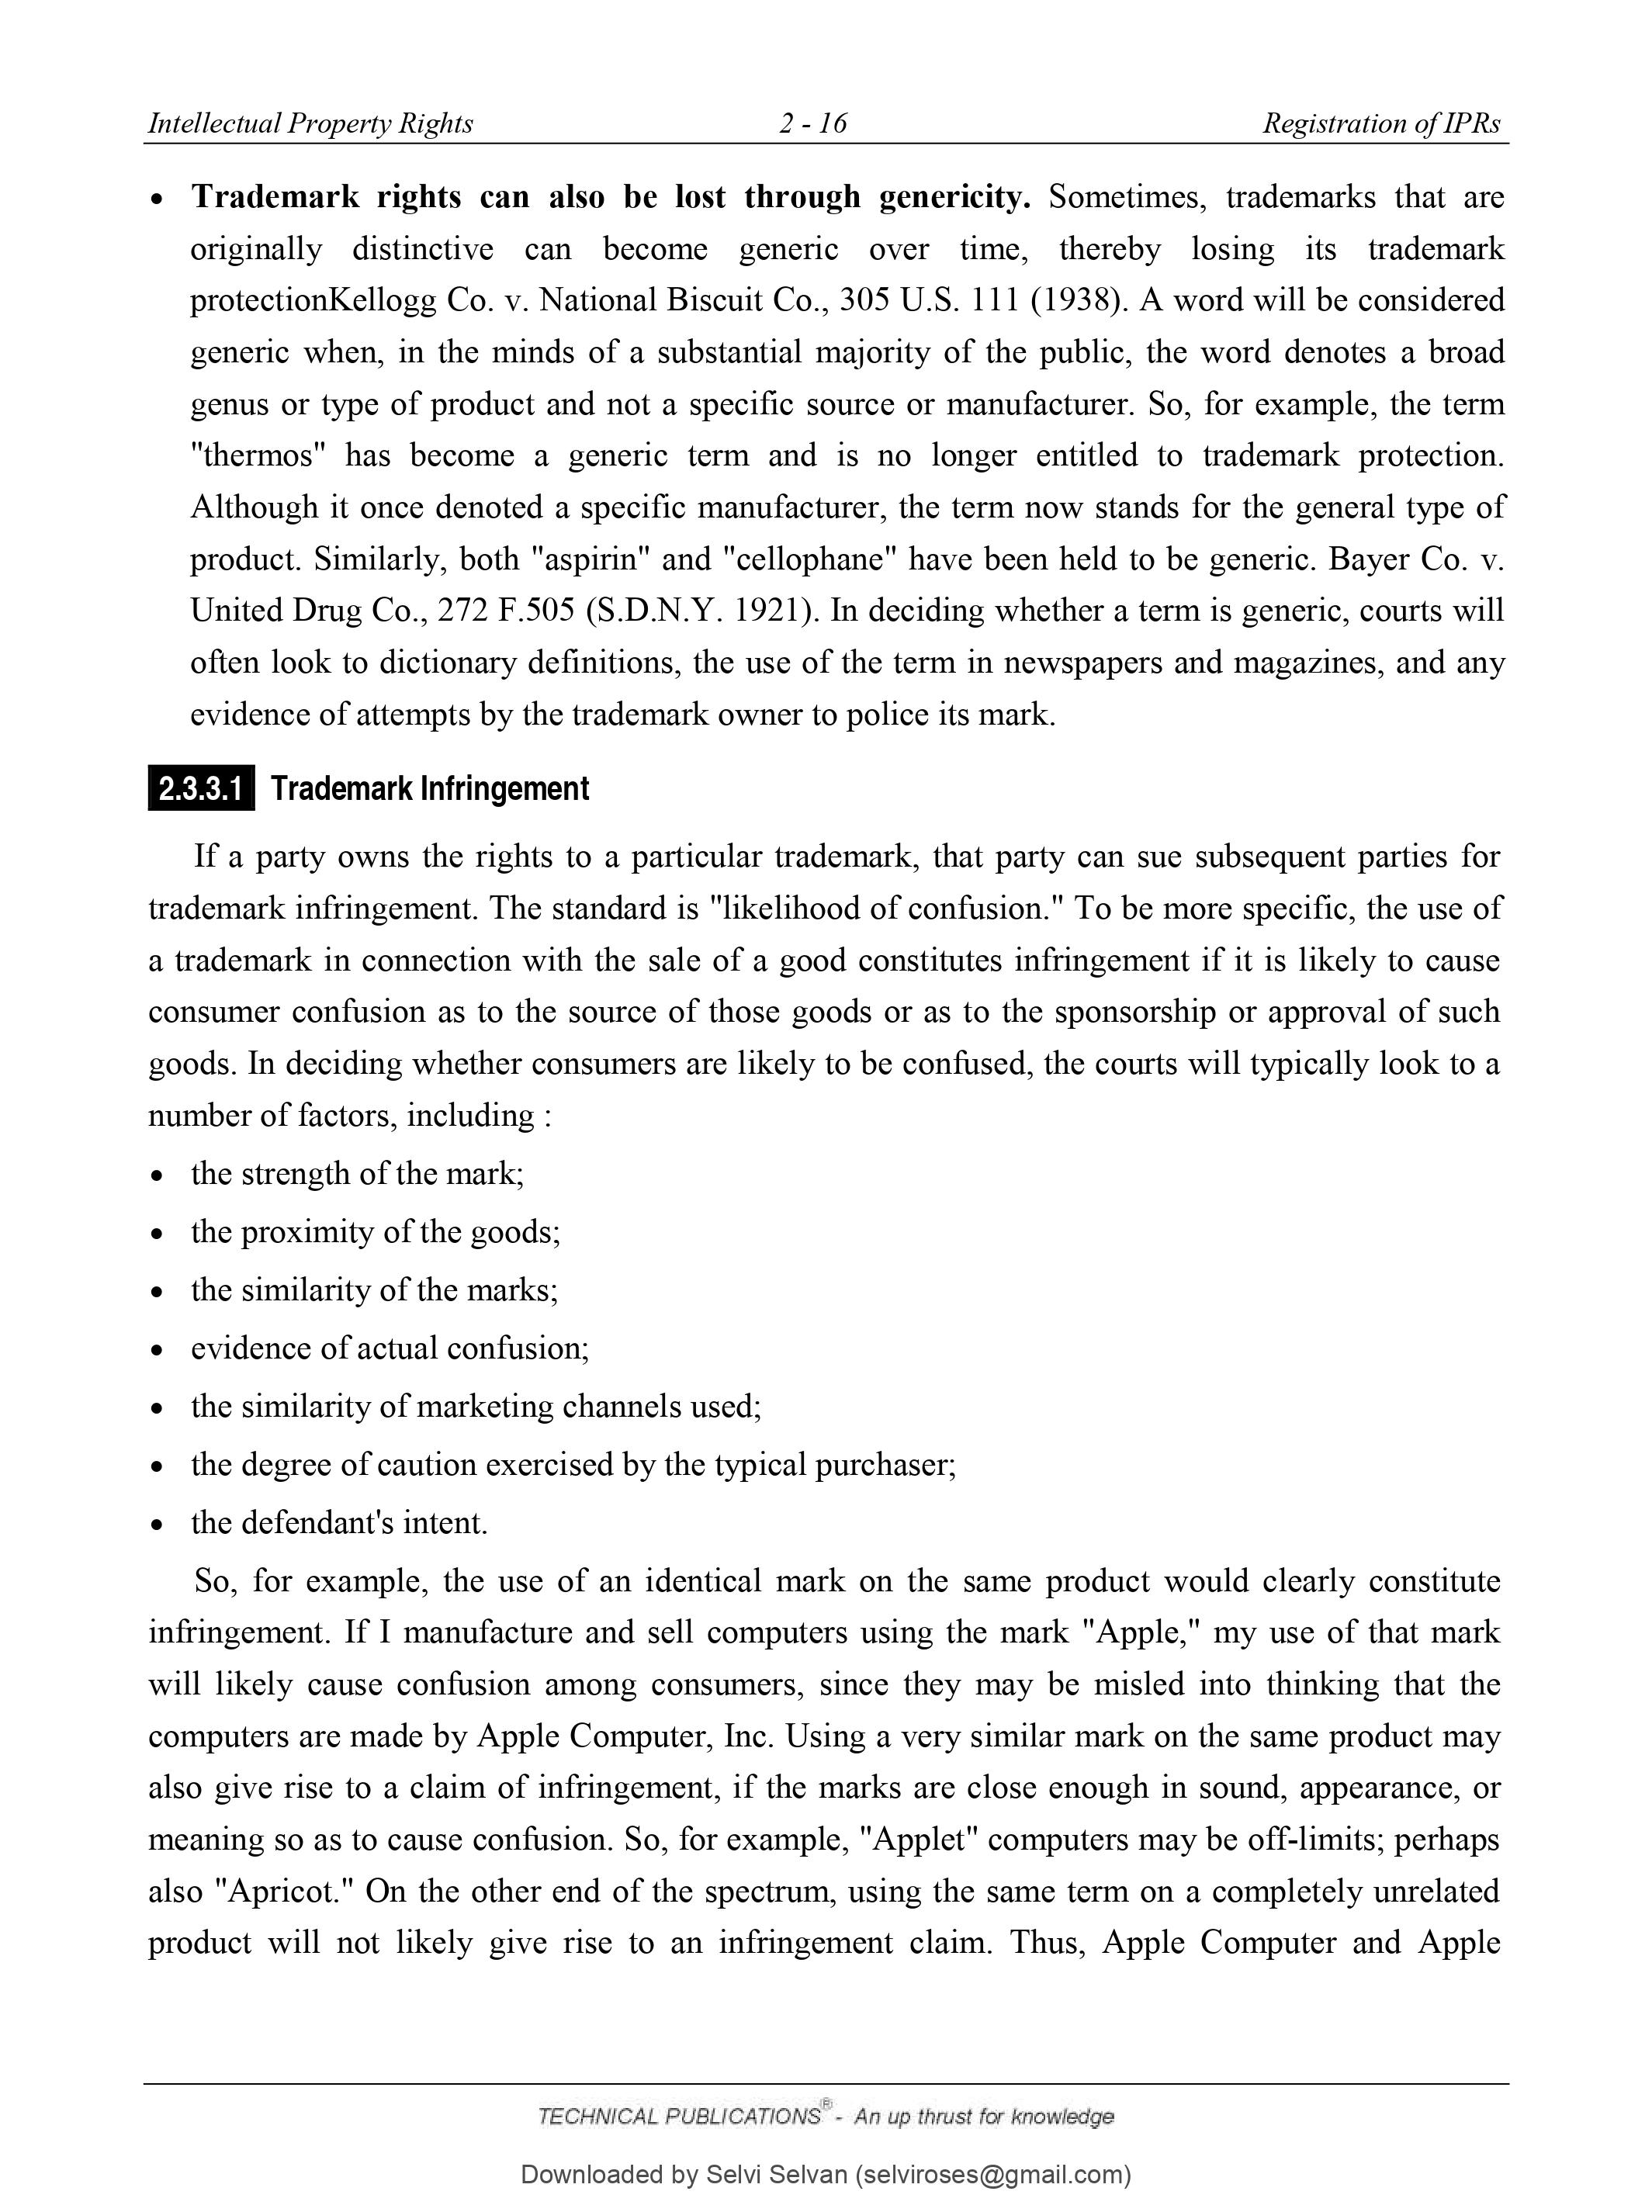 Intellectual Property Rights 2 - 16 Registration of IPRs
• Trademark rights can also be lost through genericity. Sometimes, trademarks that are
originally distinctive can become generic over time, thereby losing its trademark
protectionKellogg Co. v. National Biscuit Co., 305 U.S. 111 (1938). A word will be considered
generic when, in the minds of a substantial majority of the public, the word denotes a broad
genus or type of product and not a specific source or manufacturer. So, for example, the term
"thermos" has become a generic term and is no longer entitled to trademark protection.
Although it once denoted a specific manufacturer, the term now stands for the general type of
product. Similarly, both "aspirin" and "cellophane" have been held to be generic. Bayer Co. v.
United Drug Co., 272 F.505 (S.D.N.Y. 1921). In deciding whether a term is generic, courts will
often look to dictionary definitions, the use of the term in newspapers and magazines, and any
evidence of attempts by the trademark owner to police its mark.
2.3.3.1 Trademark Infringement
If a party owns the rights to a particular trademark, that party can sue subsequent parties for
trademark infringement. The standard is "likelihood of confusion." To be more specific, the use of
a trademark in connection with the sale of a good constitutes infringement if it is likely to cause
consumer confusion as to the source of those goods or as to the sponsorship or approval of such
goods. In deciding whether consumers are likely to be confused, the courts will typically look to a
number of factors, including :
• the strength of the mark;
• the proximity of the goods;
• the similarity of the marks;
• evidence of actual confusion;
• the similarity of marketing channels used;
• the degree of caution exercised by the typical purchaser;
• the defendant's intent.
So, for example, the use of an identical mark on the same product would clearly constitute
infringement. If I manufacture and sell computers using the mark "Apple," my use of that mark
will likely cause confusion among consumers, since they may be misled into thinking that the
computers are made by Apple Computer, Inc. Using a very similar mark on the same product may
also give rise to a claim of infringement, if the marks are close enough in sound, appearance, or
meaning so as to cause confusion. So, for example, "Applet" computers may be off-limits; perhaps
also "Apricot." On the other end of the spectrum, using the same term on a completely unrelated
product will not likely give rise to an infringement claim. Thus, Apple Computer and Apple
TECHNICAL PUBLICATIONS® - An up thrust for knowledge
Downloaded by Selvi Selvan (selviroses@gmail.com)